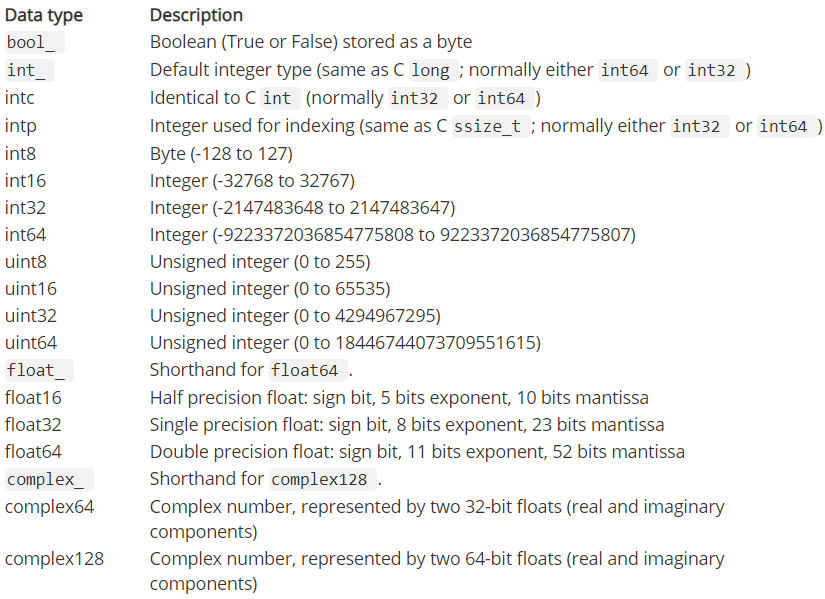 Data type Description
bool_ Boolean (True or False) stored as a byte
int_ Default integer type (same as C long ; normally either int64 or int32 )
intc Identical to C int (normally int32 or int64 )
intp Integer used for indexing (same as C ssize_t ; normally either int32 or int64 )
int8 Byte (-128 to 127)
int16 Integer (-32768 to 32767)
int32 Integer (-2147483648 to 2147483647)
int64 Integer (-9223372036854775808 to 9223372036854775807)
uint8 Unsigned integer (0 to 255)
uint16 Unsigned integer (0 to 65535)
uint32 Unsigned integer (0 to 4294967295)
uint64 Unsigned integer (0 to 18446744073709551615)
float_ Shorthand for float64 .
float16 Half precision float: sign bit, 5 bits exponent, 10 bits mantissa
float32 Single precision float: sign bit, 8 bits exponent, 23 bits mantissa
float64 Double precision float: sign bit, 11 bits exponent, 52 bits mantissa
complex_ Shorthand for complex128 .
complex64 Complex number, represented by two 32-bit floats (real and imaginary
components)
complex128 Complex number, represented by two 64-bit floats (real and imaginary
components)